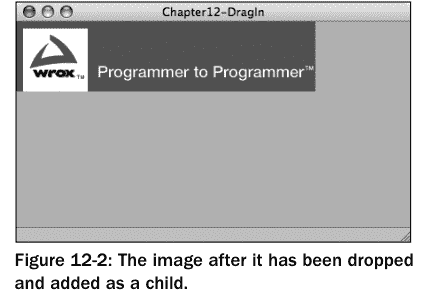 Chapter12-DragIn
wrox™
Programmer to Programmer™
Figure 12-2: The image after it has been dropped
and added as a child.